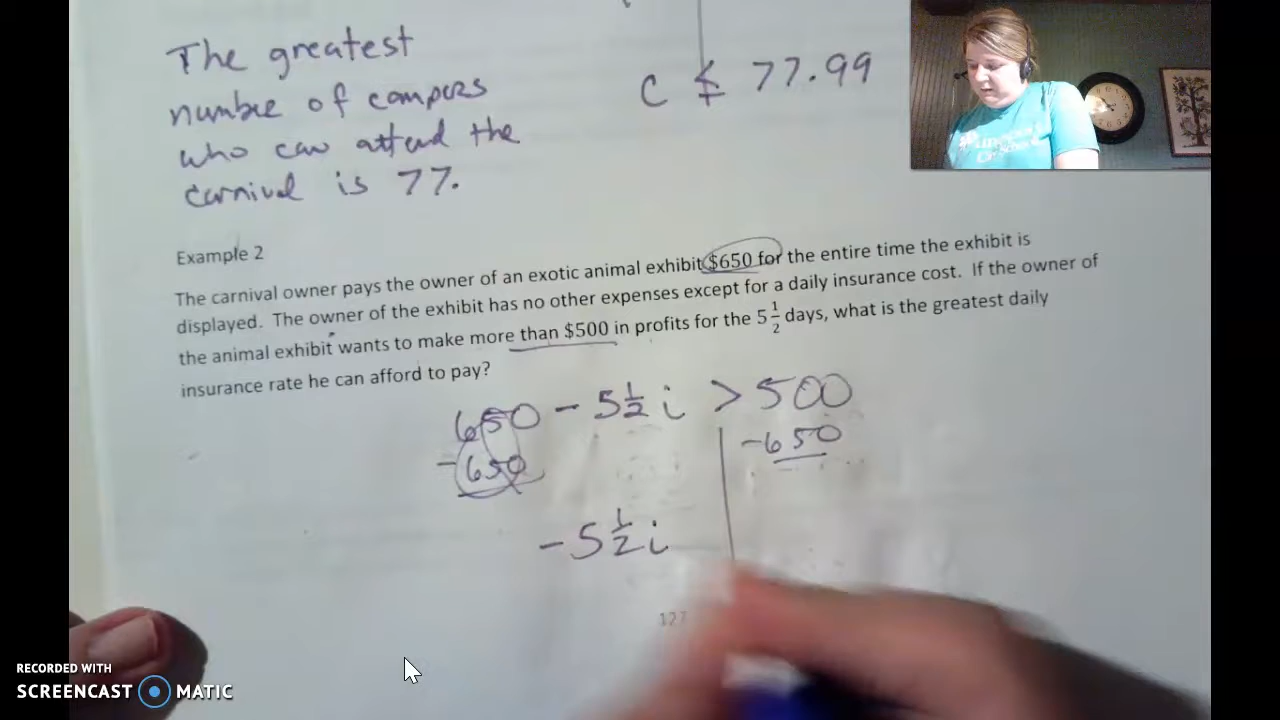 The greatest
number of campers
who can attend the
carnival is 77.
C ≤ 77.99
Example 2
The carnival owner pays the owner of an exotic animal exhibit $650 for the entire time the exhibit is
displayed. The owner of the exhibit has no other expenses except for a daily insurance cost. If the owner of
the animal exhibit wants to make more than $500 in profits for the 5 1/2 days, what is the greatest daily
insurance rate he can afford to pay?
650 - 5 1/2 i > 500
-650 -650
-5 1/2 i
127
RECORDED WITH
SCREENCAST MATIC